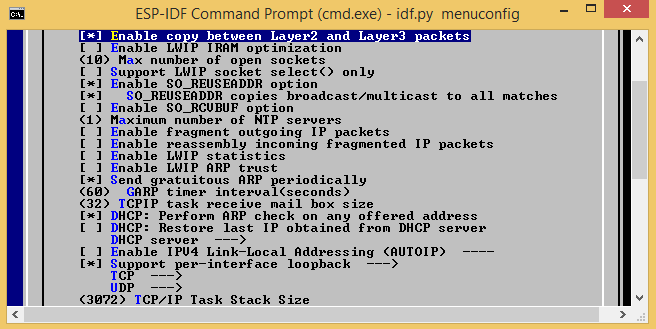 ESP-IDF Command Prompt (cmd.exe) - idf.py  menuconfig
[*] Enable copy between Layer2 and Layer3 packets
[ ] Enable LWIP IRAM optimization
(10) Max number of open sockets
[ ] Support LWIP socket select() only
[*] Enable SO_REUSEADDR option
[*]   SO_REUSEADDR copies broadcast/multicast to all matches
[ ] Enable SO_RCVBUF option
(1) Maximum number of NTP servers
[ ] Enable fragment outgoing IP packets
[ ] Enable reassembly incoming fragmented IP packets
[ ] Enable LWIP statistics
[ ] Enable LWIP ARP trust
[*] Send gratuitous ARP periodically
(60)  GARP timer interval(seconds)
(32) TCPIP task receive mail box size
[*] DHCP: Perform ARP check on any offered address
[ ] DHCP: Restore last IP obtained from DHCP server
    DHCP server  --->
[ ] Enable IPV4 Link-Local Addressing (AUTOIP)  ----
[*] Support per-interface loopback  --->
    TCP  --->
    UDP  --->
(3072) TCP/IP Task Stack Size